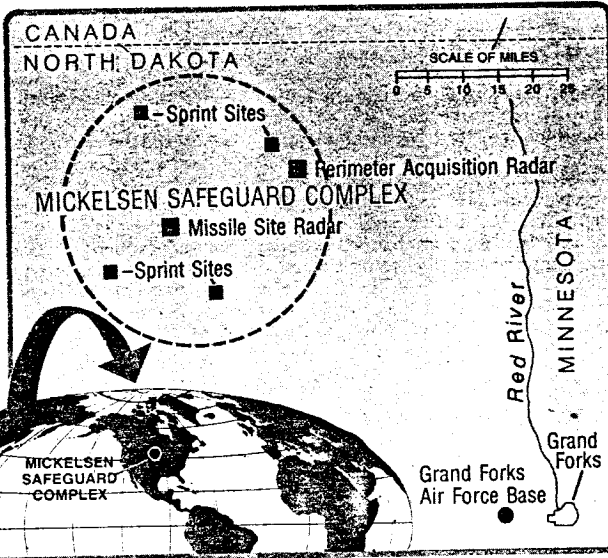 CANADA
NORTH DAKOTA
SCALE OF MILES
0 5 10 15 20 25
Sprint Sites
Perimeter Acquisition Radar
MICKELSEN SAFEGUARD COMPLEX
Missile Site Radar
Sprint Sites
Red River
MINNESOTA
MICKELSEN
SAFEGUARD
COMPLEX
Grand Forks
Air Force Base
Grand
Forks